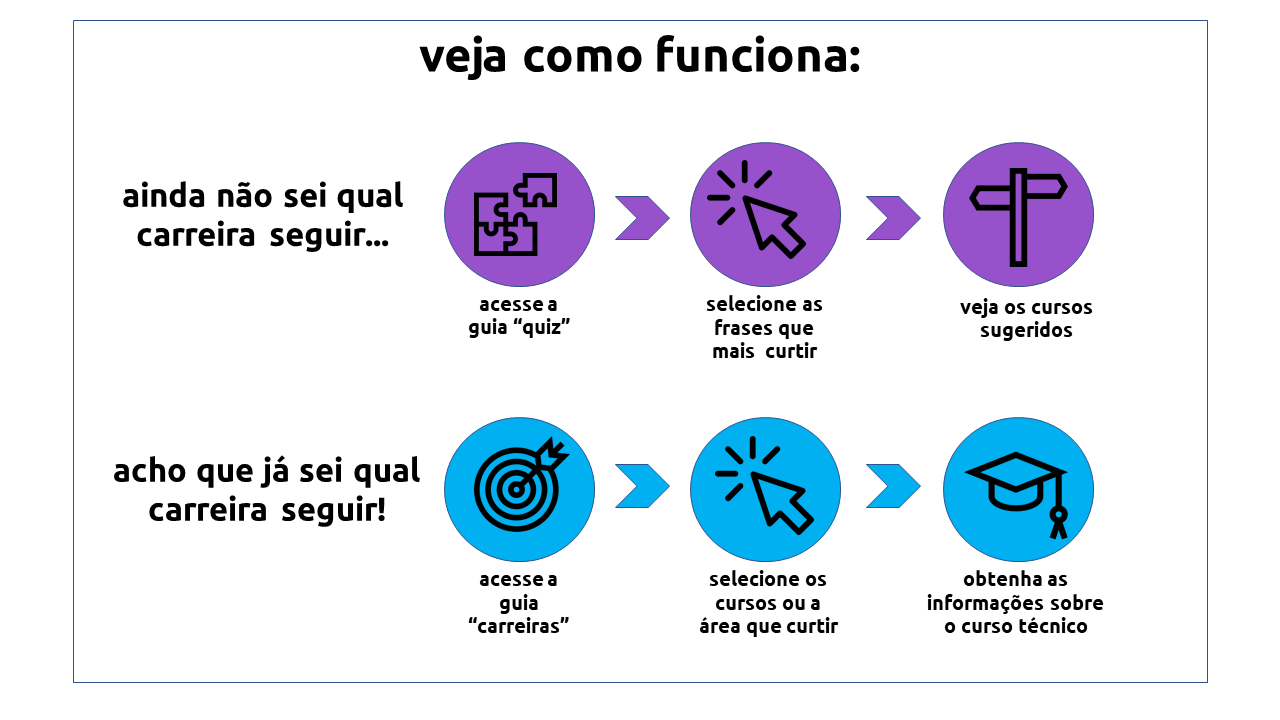 veja como funciona:
ainda não sei qual
carreira seguir...
acesse a
guia “quiz”
selecione as
frases que
mais curtir
veja os cursos
sugeridos
acho que já sei qual
carreira seguir!
acesse a
guia
“carreiras”
selecione os
cursos ou a
área que curtir
obtenha as
informações sobre
o curso técnico